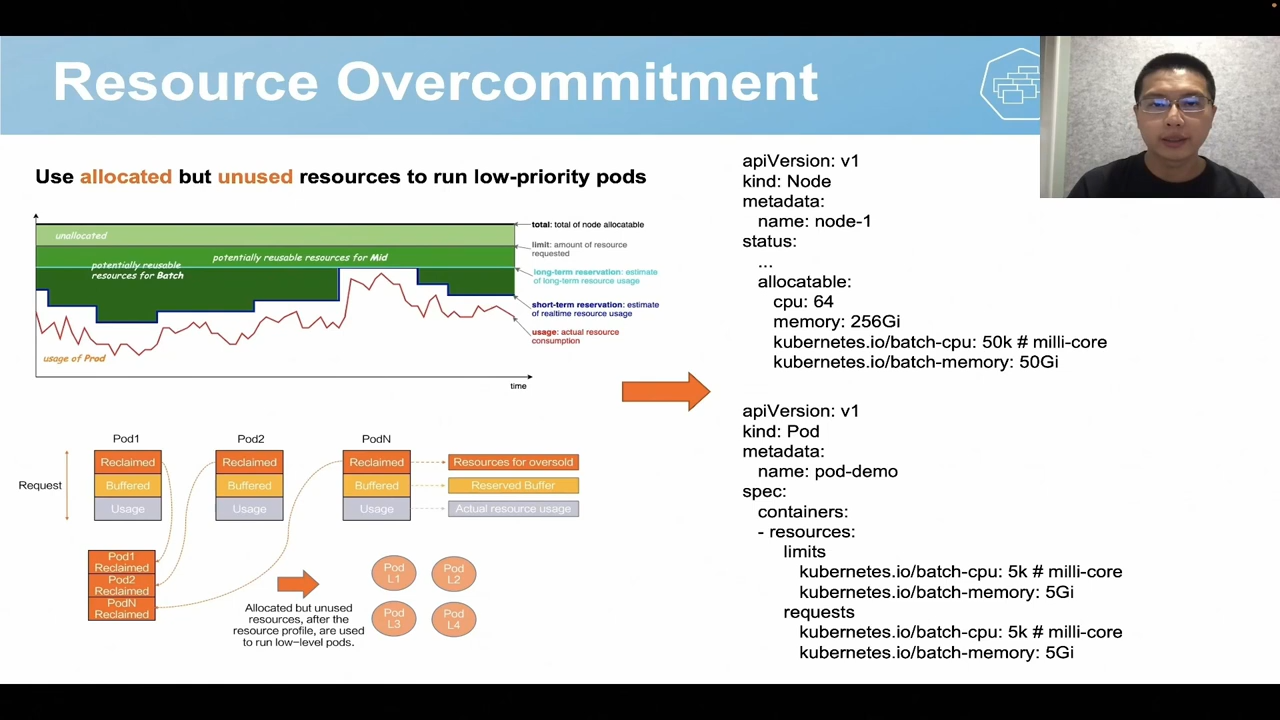 Resource Overcommitment
Use allocated but unused resources to run low-priority pods
unallocated
potentially reusable
resources for Batch
potentially reusable resources for Mid
usage of Prod
total: total of node allocatable
limit: amount of resource
requested
long-term reservation: estimate
of long-term resource usage
short-term reservation: estimate
of realtime resource usage
usage: actual resource
consumption
time
Pod1
Pod2
PodN
Request
Reclaimed
Buffered
Usage
Reclaimed
Buffered
Usage
Reclaimed
Buffered
Usage
Resources for oversold
Reserved Buffer
Actual resource usage
Pod1
Reclaimed
Pod2
Reclaimed
PodN
Reclaimed
Allocated but unused
resources, after the
resource profile, are used
to run low-level pods.
Pod
L1
Pod
L2
Pod
L3
Pod
L4
apiVersion: v1
kind: Node
metadata:
name: node-1
status:
...
allocatable:
cpu: 64
memory: 256Gi
kubernetes.io/batch-cpu: 50k # milli-core
kubernetes.io/batch-memory: 50Gi
apiVersion: v1
kind: Pod
metadata:
name: pod-demo
spec:
containers:
- resources:
limits
kubernetes.io/batch-cpu: 5k # milli-core
kubernetes.io/batch-memory: 5Gi
requests
kubernetes.io/batch-cpu: 5k # milli-core
kubernetes.io/batch-memory: 5Gi